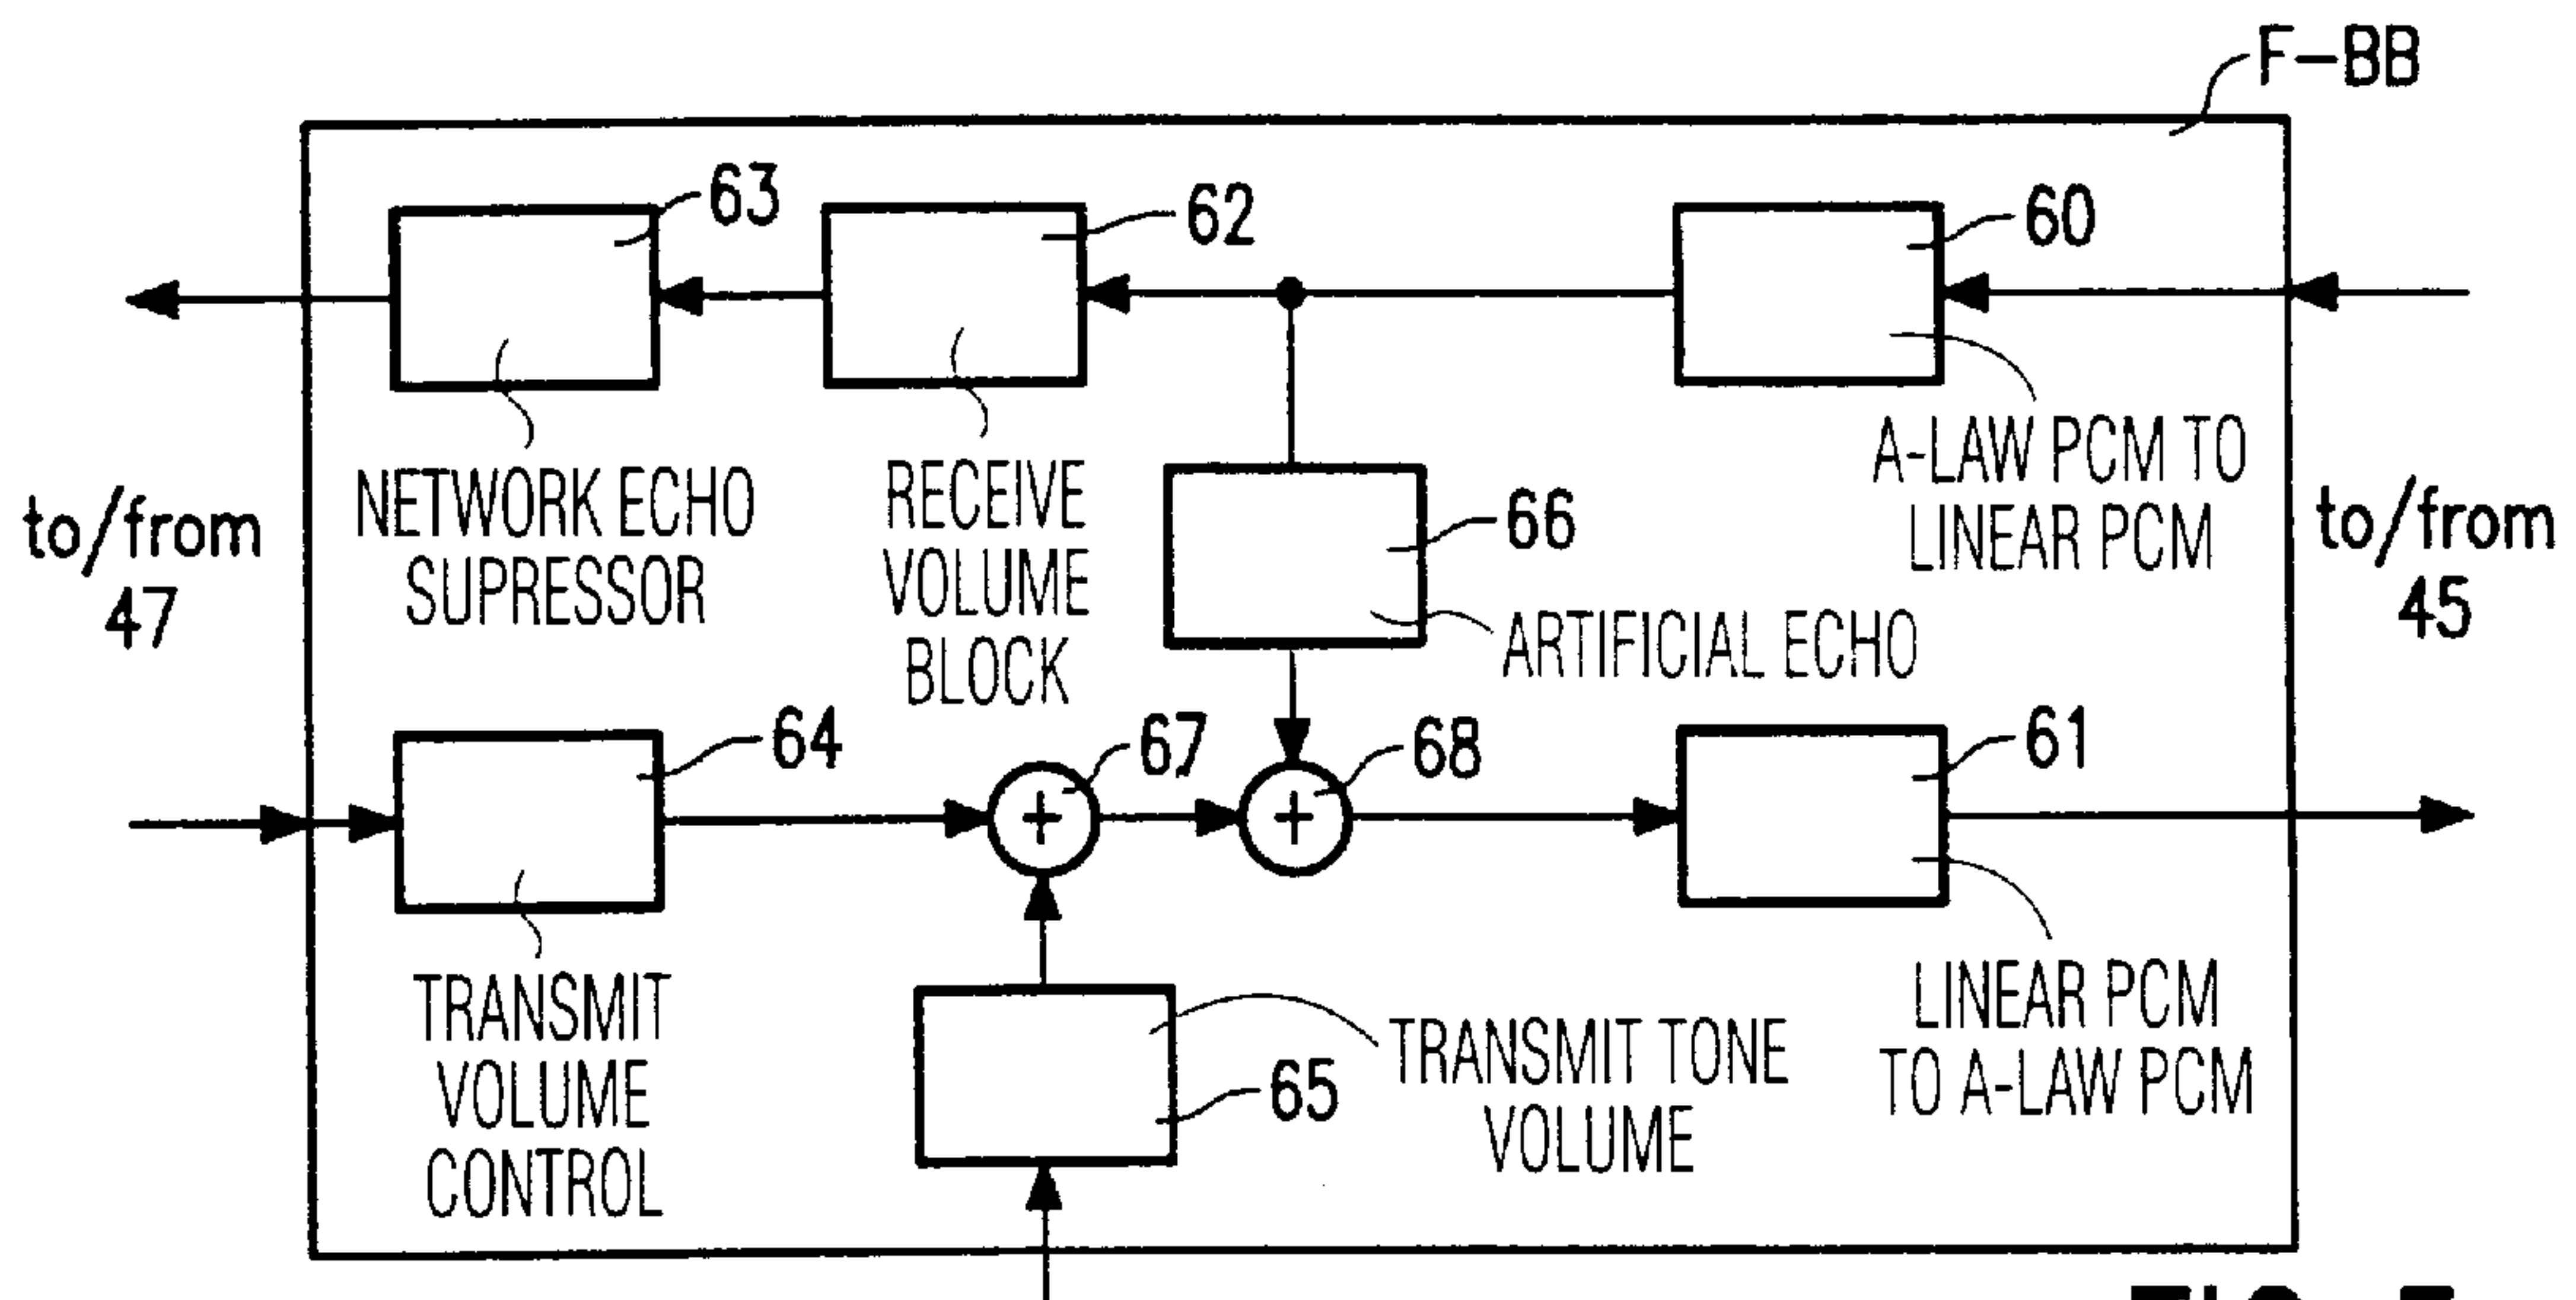 F-BB
63
62
60
NETWORK ECHO
SUPRESSOR
RECEIVE
VOLUME
BLOCK
A-LAW PCM TO
LINEAR PCM
to/from
47
66
ARTIFICIAL ECHO
to/from
45
64
67
68
61
TRANSMIT
VOLUME
CONTROL
TRANSMIT TONE
VOLUME
65
LINEAR PCM
TO A-LAW PCM